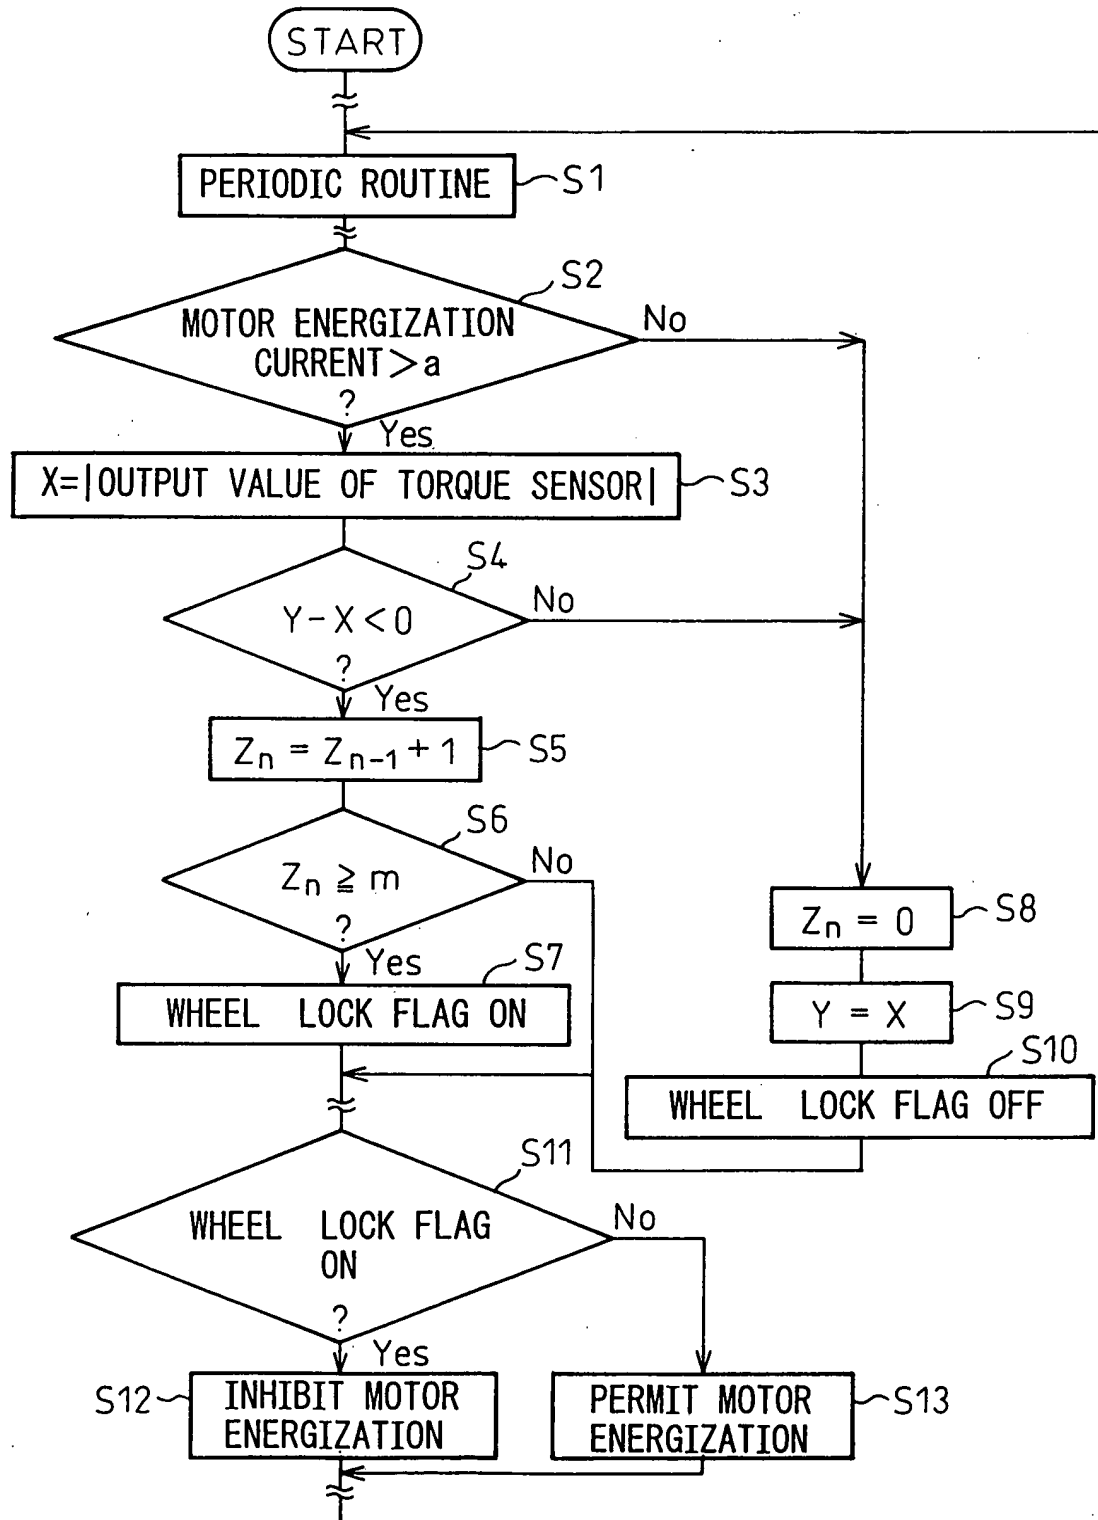 START
PERIODIC ROUTINE
S1
S2
MOTOR ENERGIZATION
CURRENT>a
?
No
Yes
X=|OUTPUT VALUE OF TORQUE SENSOR|
S3
S4
Y-X<0
?
No
Yes
Zn = Zn-1 + 1
S5
S6
Zn ≧ m
?
No
Yes
S7
WHEEL LOCK FLAG ON
Zn = 0
S8
Y = X
S9
S10
WHEEL LOCK FLAG OFF
S11
WHEEL LOCK FLAG
ON
?
No
Yes
S12
INHIBIT MOTOR
ENERGIZATION
PERMIT MOTOR
ENERGIZATION
S13